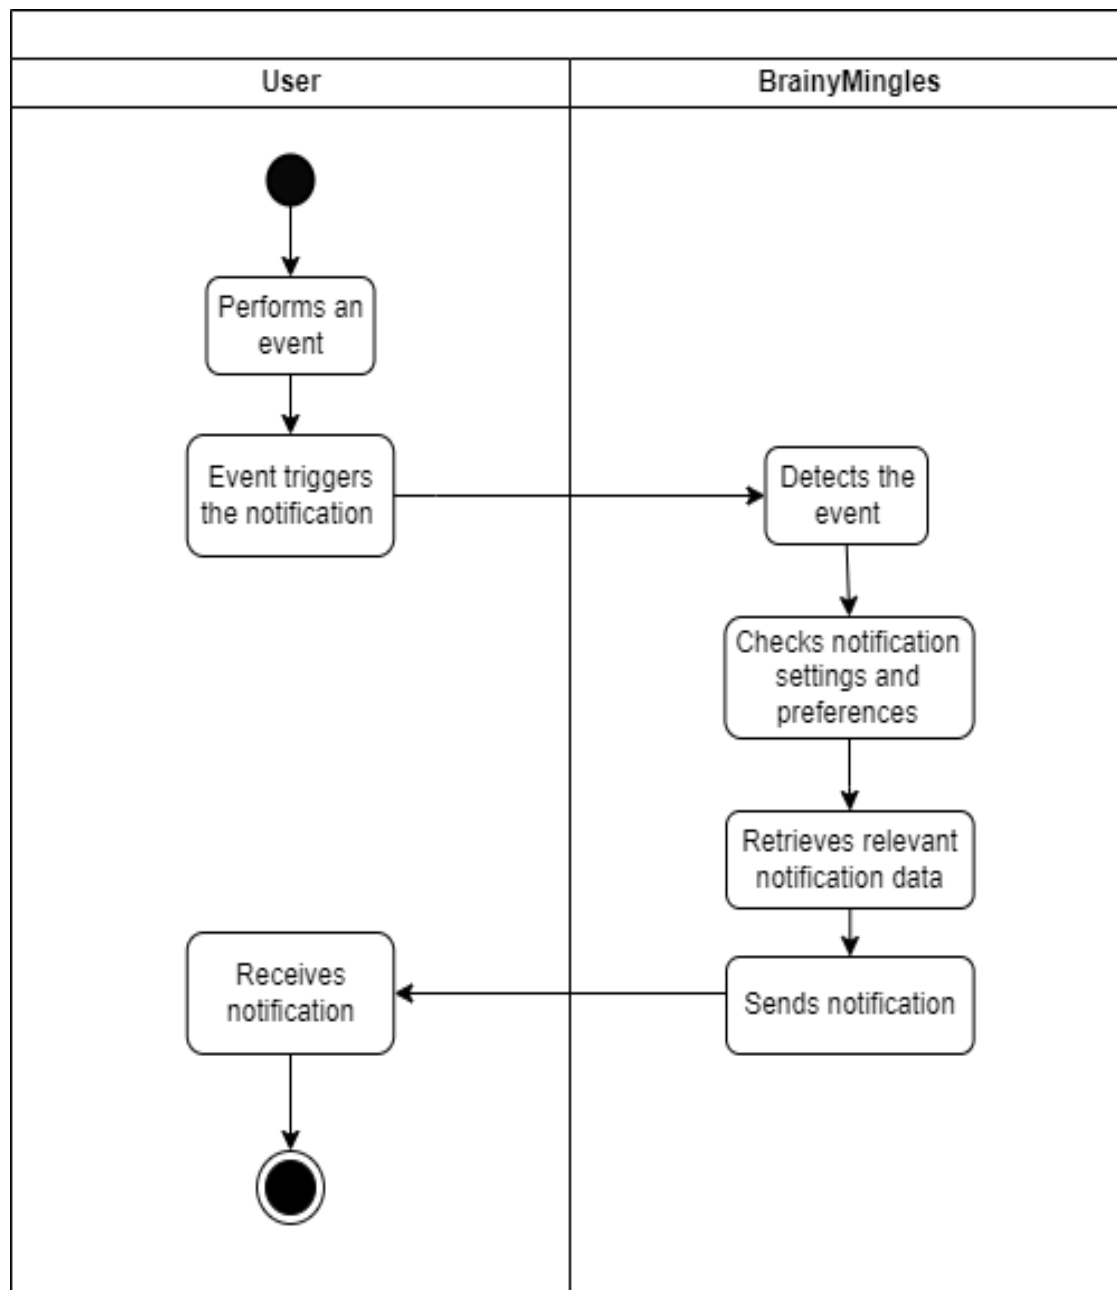 User
BrainyMingles
Performs an
event
Event triggers
the notification
Detects the
event
Checks notification
settings and
preferences
Retrieves relevant
notification data
Sends notification
Receives
notification